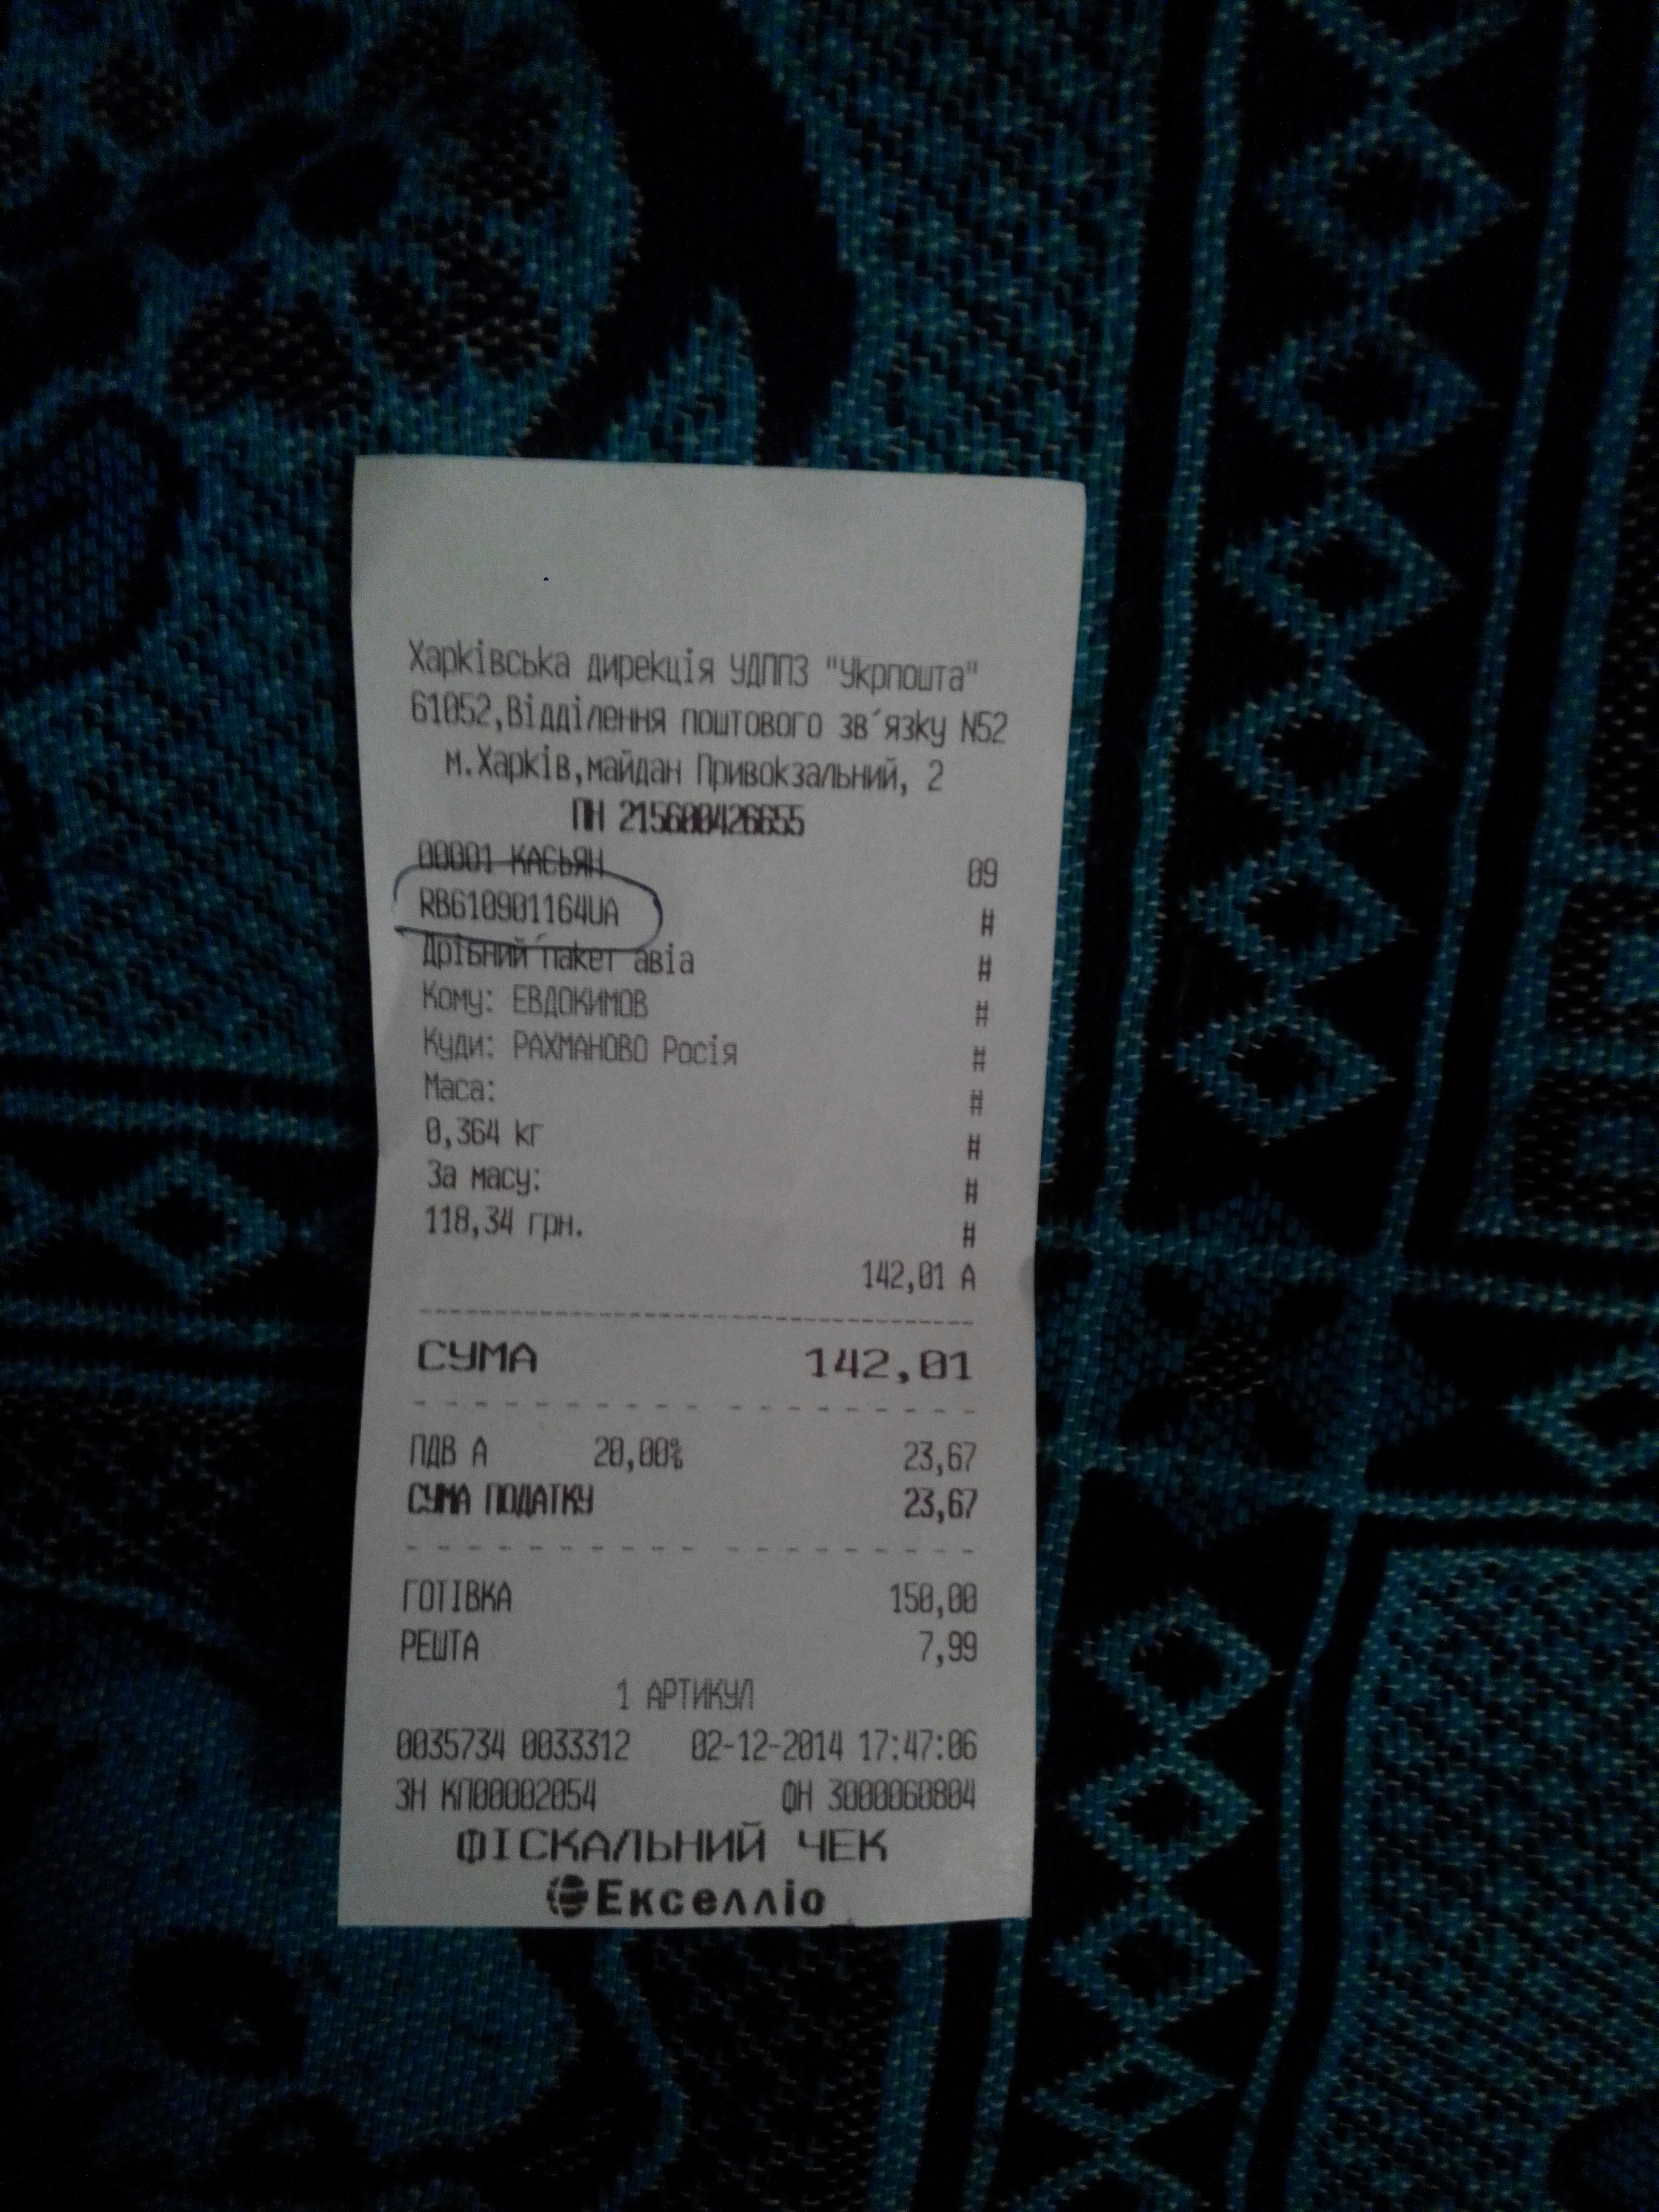 Харківська дирекція УДППЗ "Укрпошта"
61052,Відділення поштового зв´язку N52
м.Харків,майдан Привокзальний, 2
ПН 215600426655
00001 КАСЬЯН 09
RB610901164UA #
Дрібний пакет авіа #
Кому: ЕВДОКИМОВ #
Куди: РАХМАНОВО Росія #
Маса: #
0,364 кг #
За масу: #
118,34 грн. #
142,01 А
СУМА 142,01
ПДВ А 20,00% 23,67
СУМА ПОДАТКУ 23,67
ГОТІВКА 150,00
РЕШТА 7,99
1 АРТИКУЛ
0035734 0033312 02-12-2014 17:47:06
ЗН КП00002054 ФН 3000060804
ФІСКАЛЬНИЙ ЧЕК
Екселліо